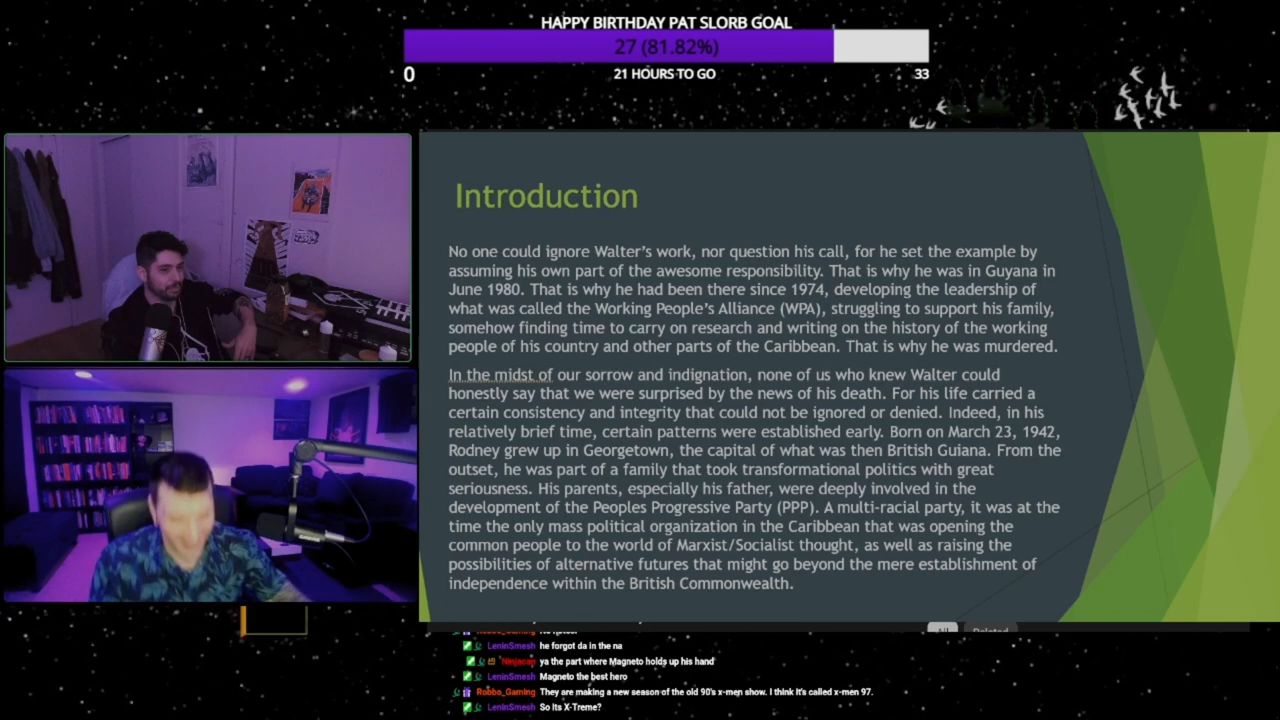 HAPPY BIRTHDAY PAT SLORB GOAL
27 (81.82%)
0
21 HOURS TO GO
33
Introduction
No one could ignore Walter's work, nor question his call, for he set the example by
assuming his own part of the awesome responsibility. That is why he was in Guyana in
June 1980. That is why he had been there since 1974, developing the leadership of
what was called the Working People's Alliance (WPA), struggling to support his family,
somehow finding time to carry on research and writing on the history of the working
people of his country and other parts of the Caribbean. That is why he was murdered.
In the midst of our sorrow and indignation, none of us who knew Walter could
honestly say that we were surprised by the news of his death. For his life carried a
certain consistency and integrity that could not be ignored or denied. Indeed, in his
relatively brief time, certain patterns were established early. Born on March 23, 1942,
Rodney grew up in Georgetown, the capital of what was then British Guiana. From the
outset, he was part of a family that took transformational politics with great
seriousness. His parents, especially his father, were deeply involved in the
development of the Peoples Progressive Party (PPP). A multi-racial party, it was at the
time the only mass political organization in the Caribbean that was opening the
common people to the world of Marxist/Socialist thought, as well as raising the
possibilities of alternative futures that might go beyond the mere establishment of
independence within the British Commonwealth.
Robbo_Gaming
LeninSmesh he forgot da in the na
Ninjacap ya the part where Magneto holds up his hand
LeninSmesh Magneto the best hero
Robbo_Gaming They are making a new season of the old 90's x-men show. I think it's called x-men 97.
LeninSmesh So its X-Treme?